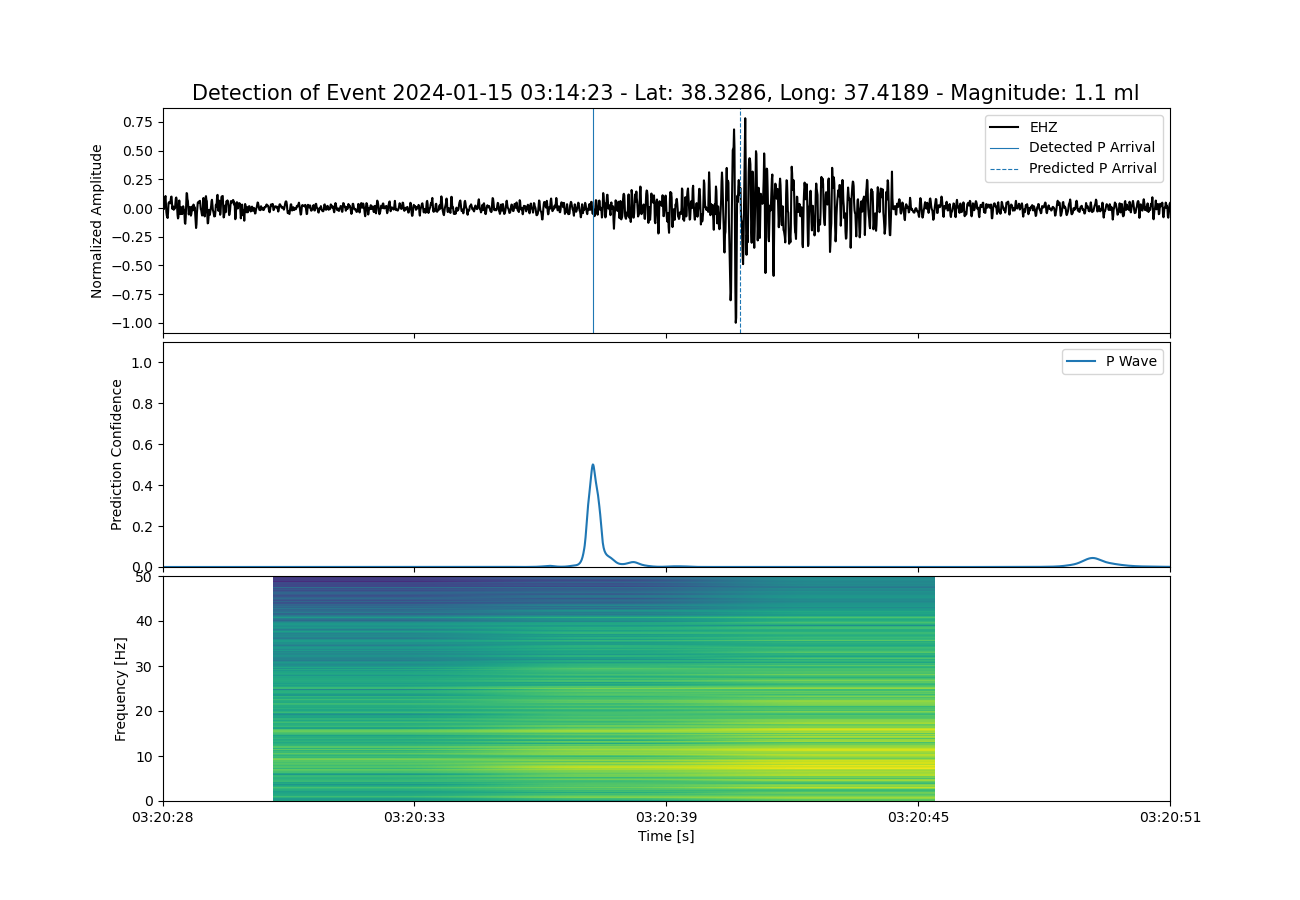 Detection of Event 2024-01-15 03:14:23 - Lat: 38.3286, Long: 37.4189 - Magnitude: 1.1 ml
Normalized Amplitude
0.75
0.50
0.25
0.00
−0.25
−0.50
−0.75
−1.00
EHZ
Detected P Arrival
Predicted P Arrival
Prediction Confidence
1.0
0.8
0.6
0.4
0.2
0.0
P Wave
Frequency [Hz]
50
40
30
20
10
0
03:20:28 03:20:33 03:20:39 03:20:45 03:20:51
Time [s]